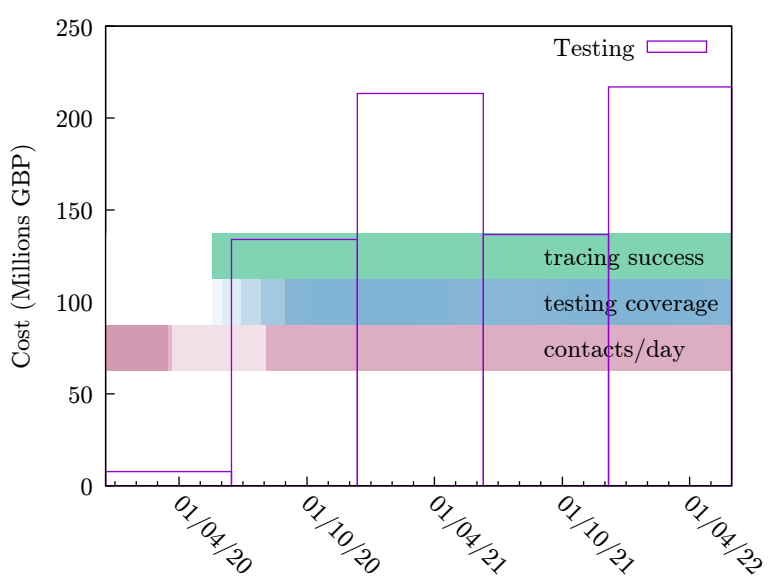 250
Testing
200
Cost (Millions GBP)
150
tracing success
testing coverage
100
contacts/day
50
0
01/04/20
01/10/20
01/04/21
01/10/21
01/04/22